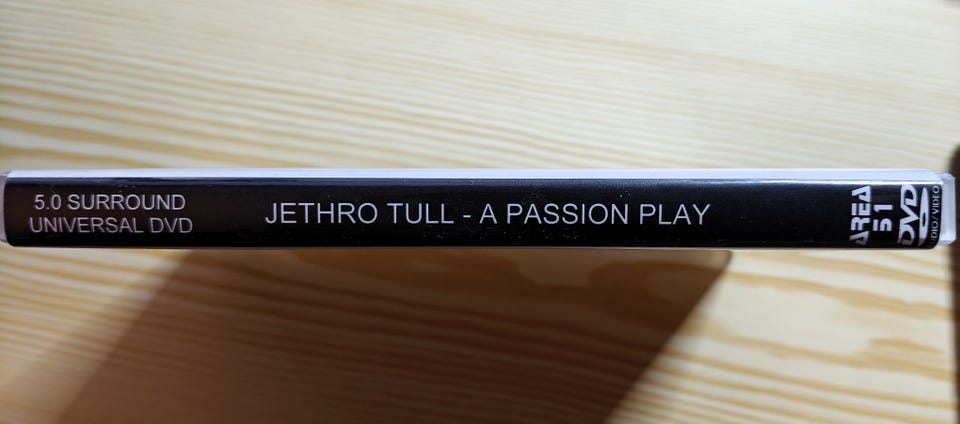 5.0 SURROUND
UNIVERSAL DVD
JETHRO TULL - A PASSION PLAY
AREA
51
DVD